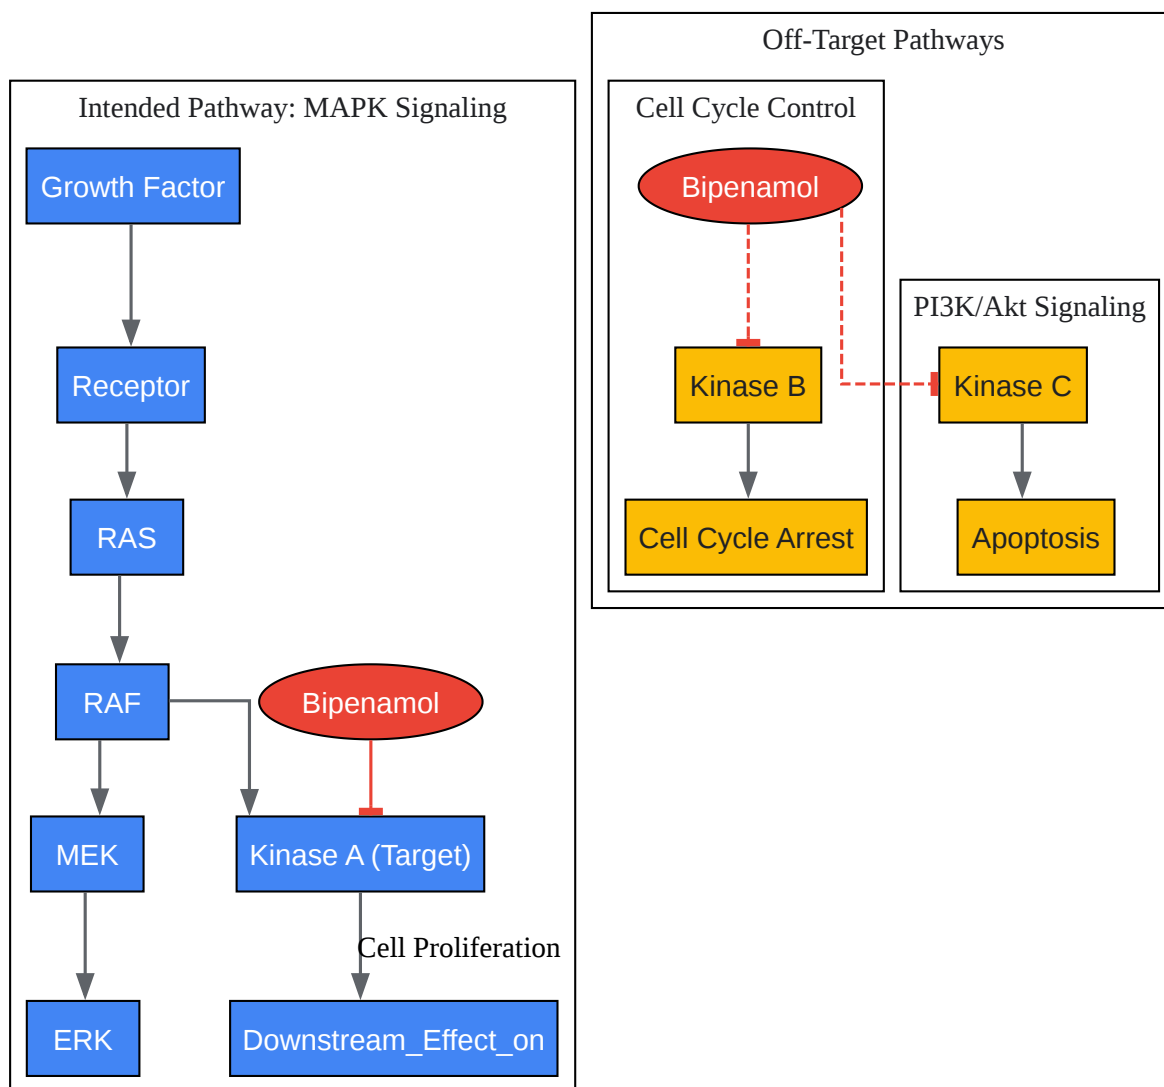 Off-Target Pathways
Intended Pathway: MAPK Signaling
Cell Cycle Control
Growth Factor
Bipenamol
PI3K/Akt Signaling
Receptor
Kinase B
Kinase C
RAS
Cell Cycle Arrest
Apoptosis
RAF
Bipenamol
MEK
Kinase A (Target)
Cell Proliferation
ERK
Downstream_Effect_on